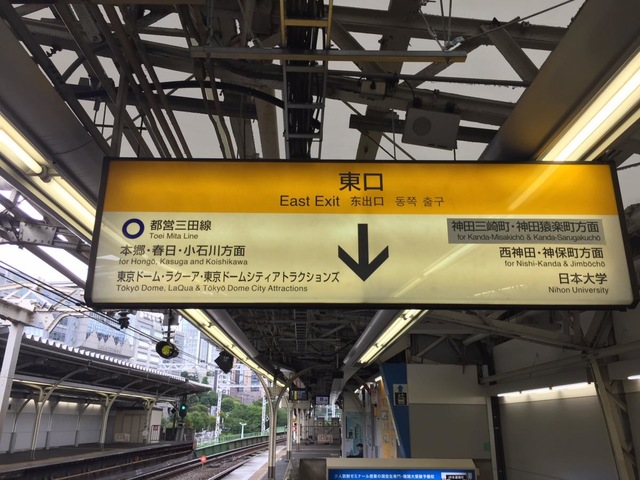 東口
East Exit 东出口 동쪽 출구
都営三田線
Toei Mita Line
本郷・春日・小石川方面
for Hongō, Kasuga and Koishikawa
東京ドーム・ラクーア・東京ドームシティアトラクションズ
Tōkyō Dome, LaQua & Tōkyō Dome City Attractions
神田三崎町・神田猿楽町方面
for Kanda-Misakichō & Kanda-Sarugakuchō
西神田・神保町方面
for Nishi-Kanda & Jimbōchō
日本大学
Nihon University